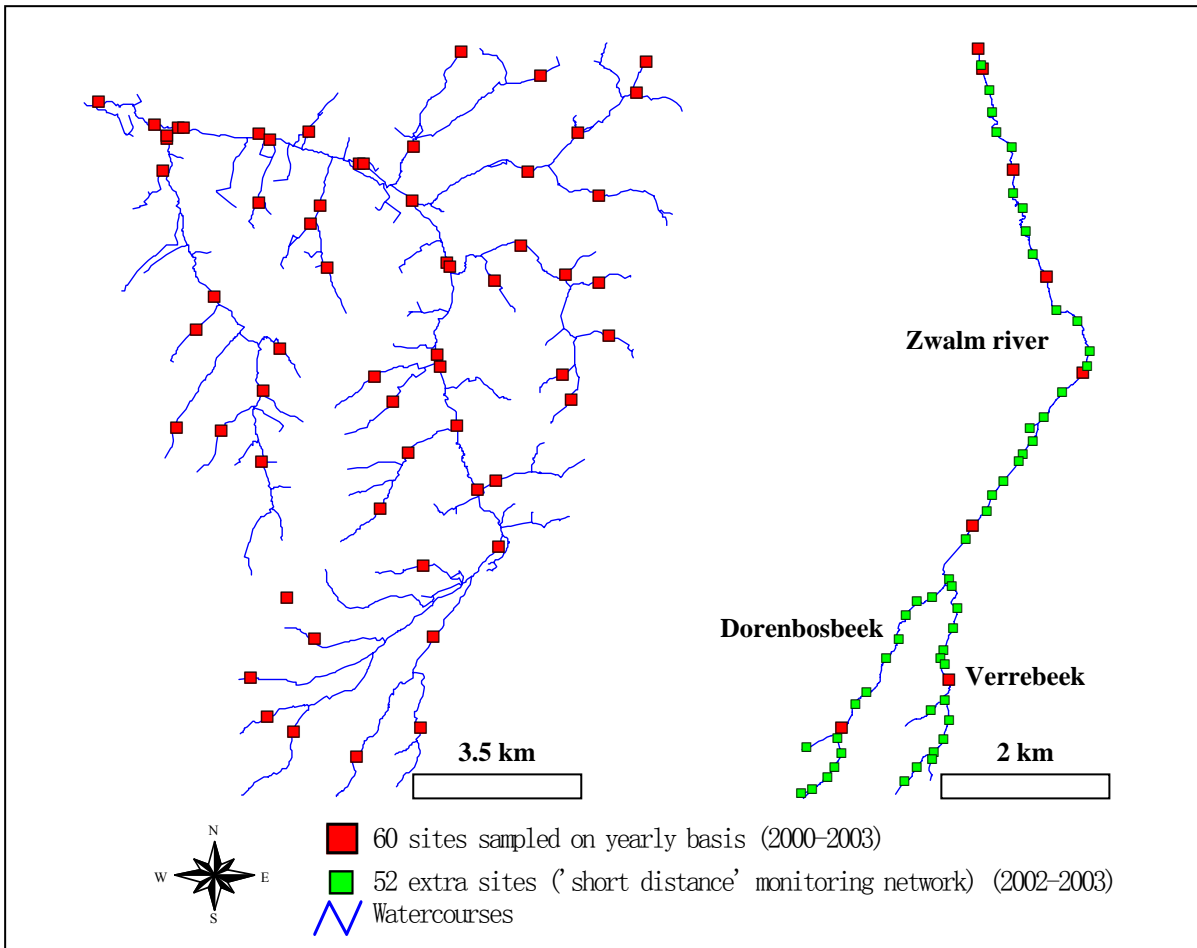 Zwalm river
Dorenbosbeek
Verrebeek
3.5 km
2 km
N
W
E
S
60 sites sampled on yearly basis (2000-2003)
52 extra sites ('short distance' monitoring network) (2002-2003)
Watercourses